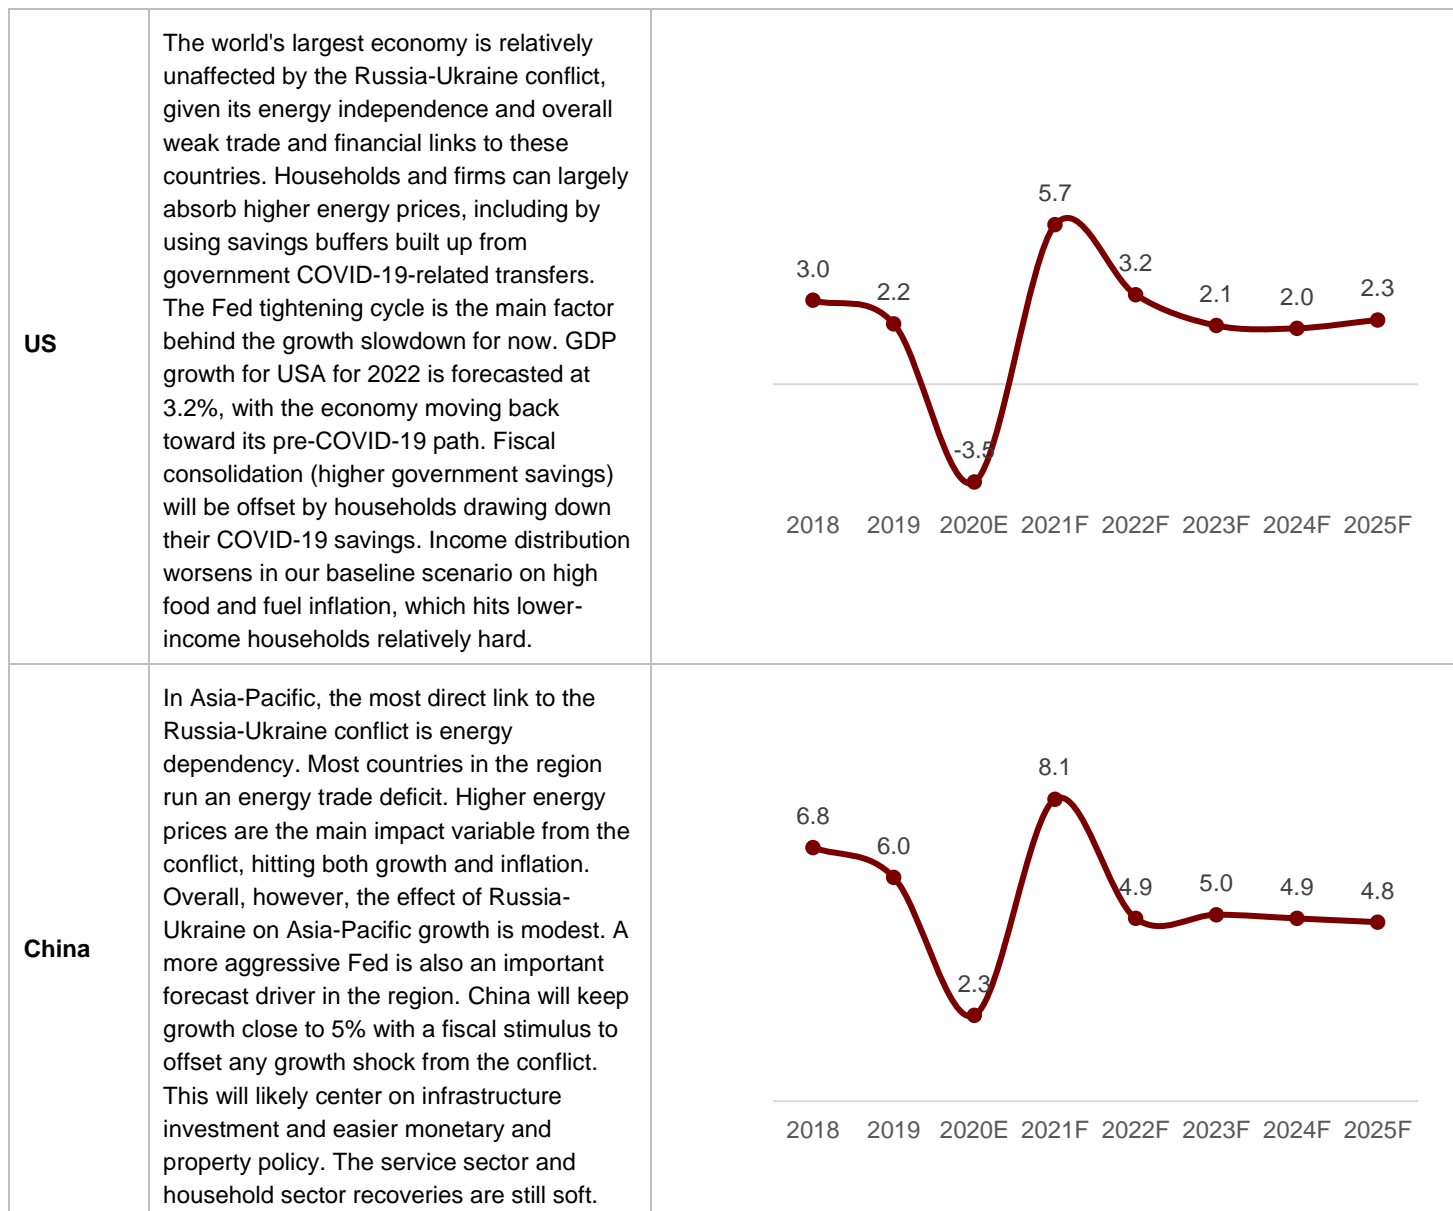 US
The world's largest economy is relatively
unaffected by the Russia-Ukraine conflict,
given its energy independence and overall
weak trade and financial links to these
countries. Households and firms can largely
absorb higher energy prices, including by
using savings buffers built up from
government COVID-19-related transfers.
The Fed tightening cycle is the main factor
behind the growth slowdown for now. GDP
growth for USA for 2022 is forecasted at
3.2%, with the economy moving back
toward its pre-COVID-19 path. Fiscal
consolidation (higher government savings)
will be offset by households drawing down
their COVID-19 savings. Income distribution
worsens in our baseline scenario on high
food and fuel inflation, which hits lower-
income households relatively hard.
3.0 2.2 -3.5 5.7 3.2 2.1 2.0 2.3
2018 2019 2020E 2021F 2022F 2023F 2024F 2025F
China
In Asia-Pacific, the most direct link to the
Russia-Ukraine conflict is energy
dependency. Most countries in the region
run an energy trade deficit. Higher energy
prices are the main impact variable from the
conflict, hitting both growth and inflation.
Overall, however, the effect of Russia-
Ukraine on Asia-Pacific growth is modest. A
more aggressive Fed is also an important
forecast driver in the region. China will keep
growth close to 5% with a fiscal stimulus to
offset any growth shock from the conflict.
This will likely center on infrastructure
investment and easier monetary and
property policy. The service sector and
household sector recoveries are still soft.
6.8 6.0 2.3 8.1 4.9 5.0 4.9 4.8
2018 2019 2020E 2021F 2022F 2023F 2024F 2025F